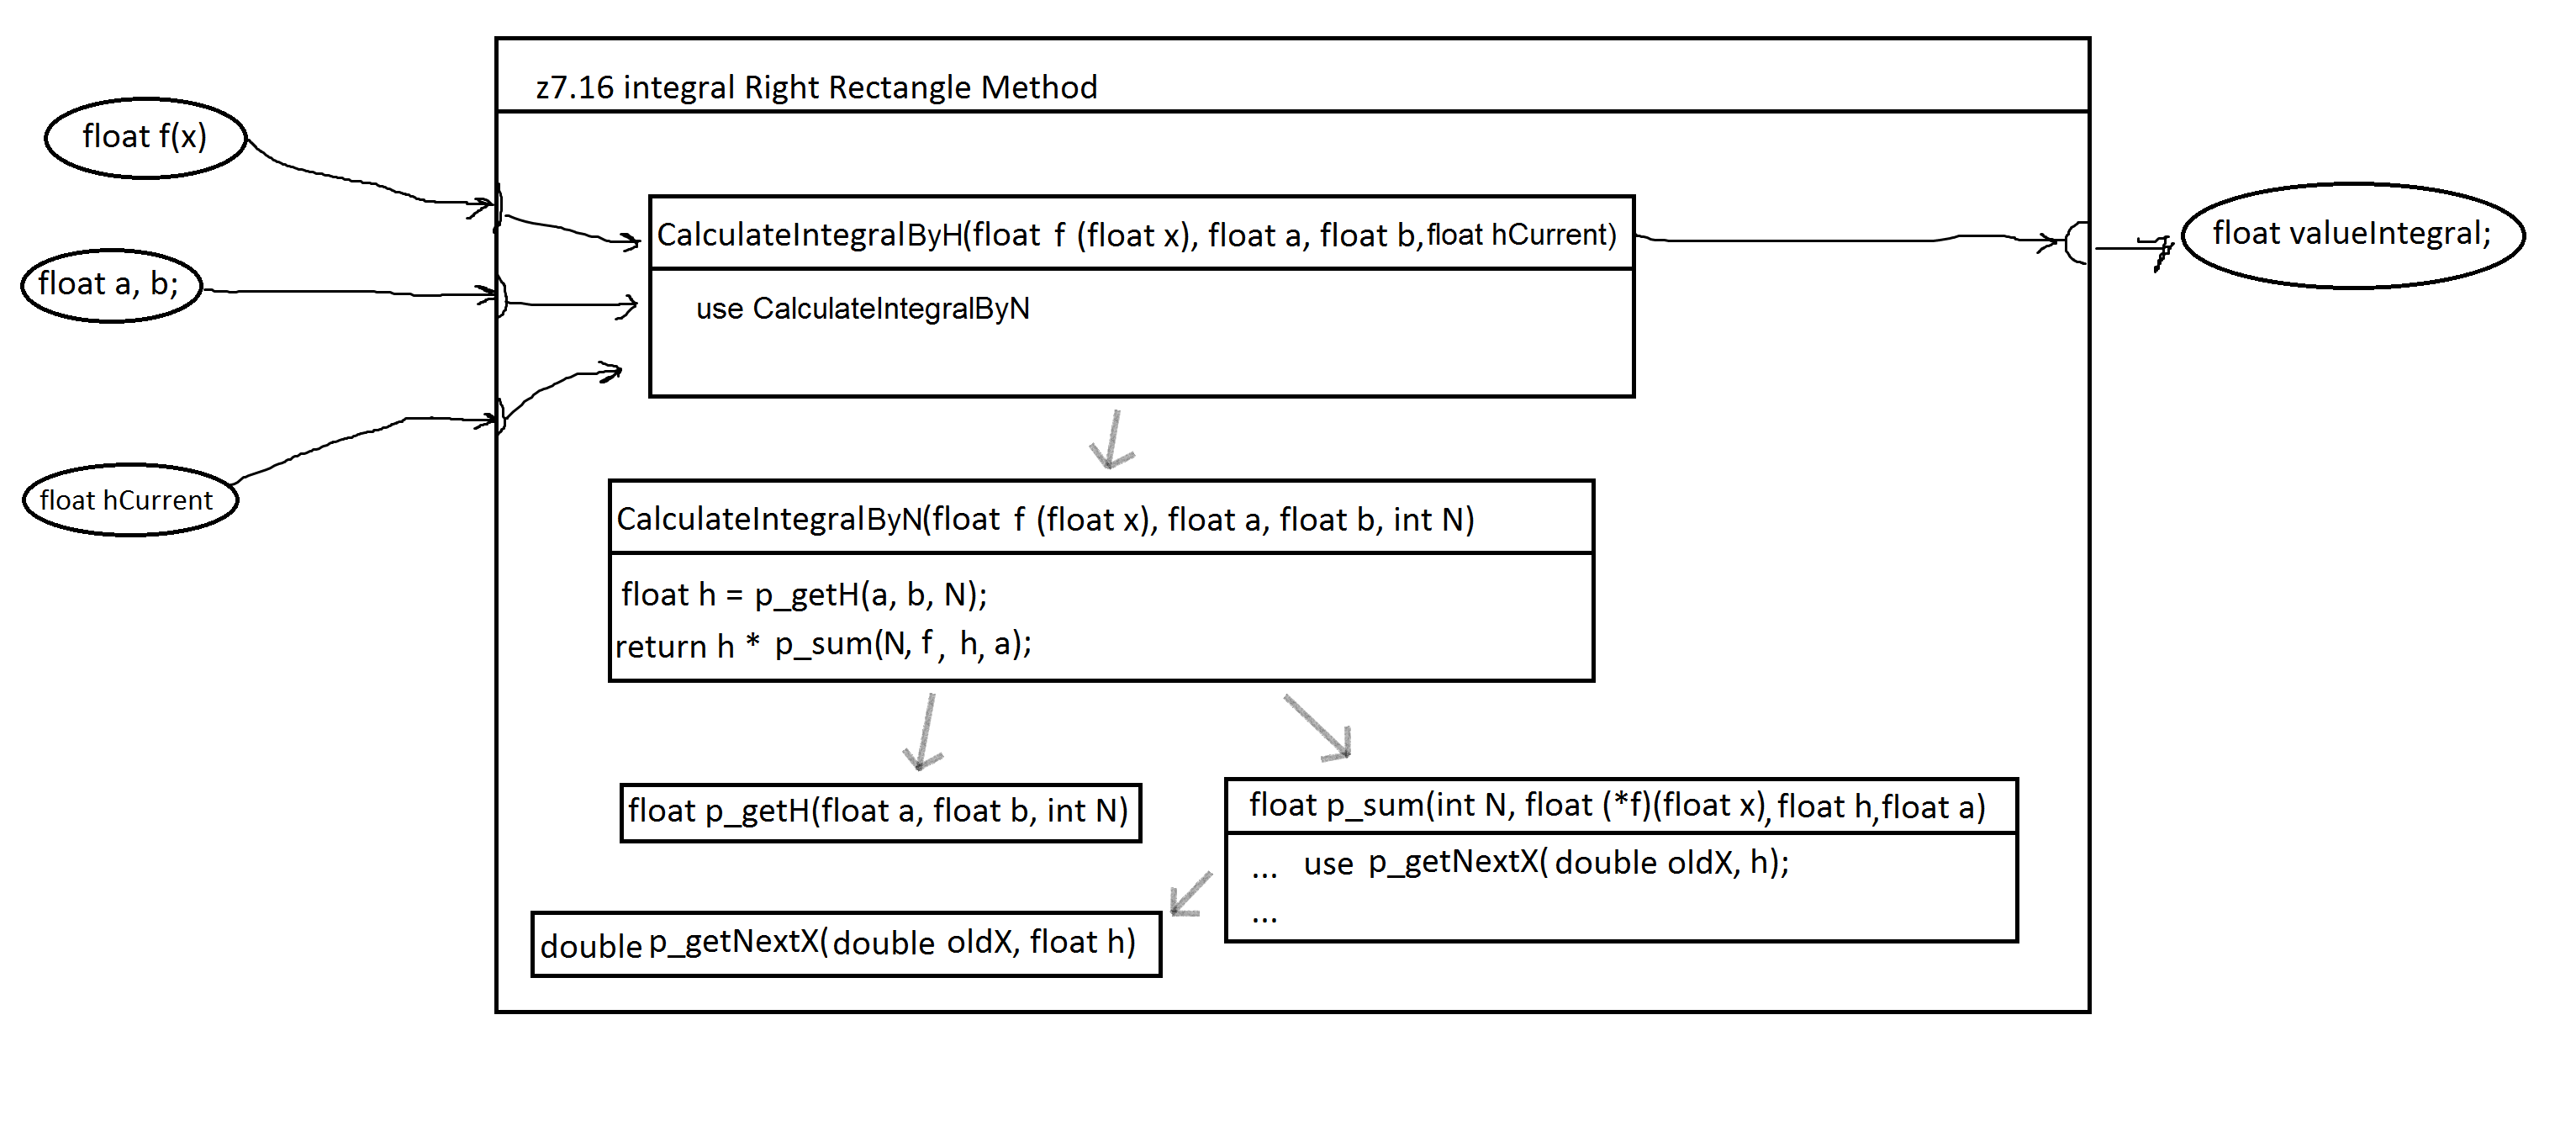 z7.16 integral Right Rectangle Method
float f(x)
float a, b;
float hCurrent
CalculateIntegralByH(float f (float x), float a, float b, float hCurrent)
use CalculateIntegralByN
float valueIntegral;
CalculateIntegralByN(float f (float x), float a, float b, int N)
float h = p_getH(a, b, N);
return h * p_sum(N, f, h, a);
float p_getH(float a, float b, int N)
float p_sum(int N, float (*f)(float x), float h, float a)
... use p_getNextX( double oldX, h);
...
double p_getNextX( double oldX, float h)